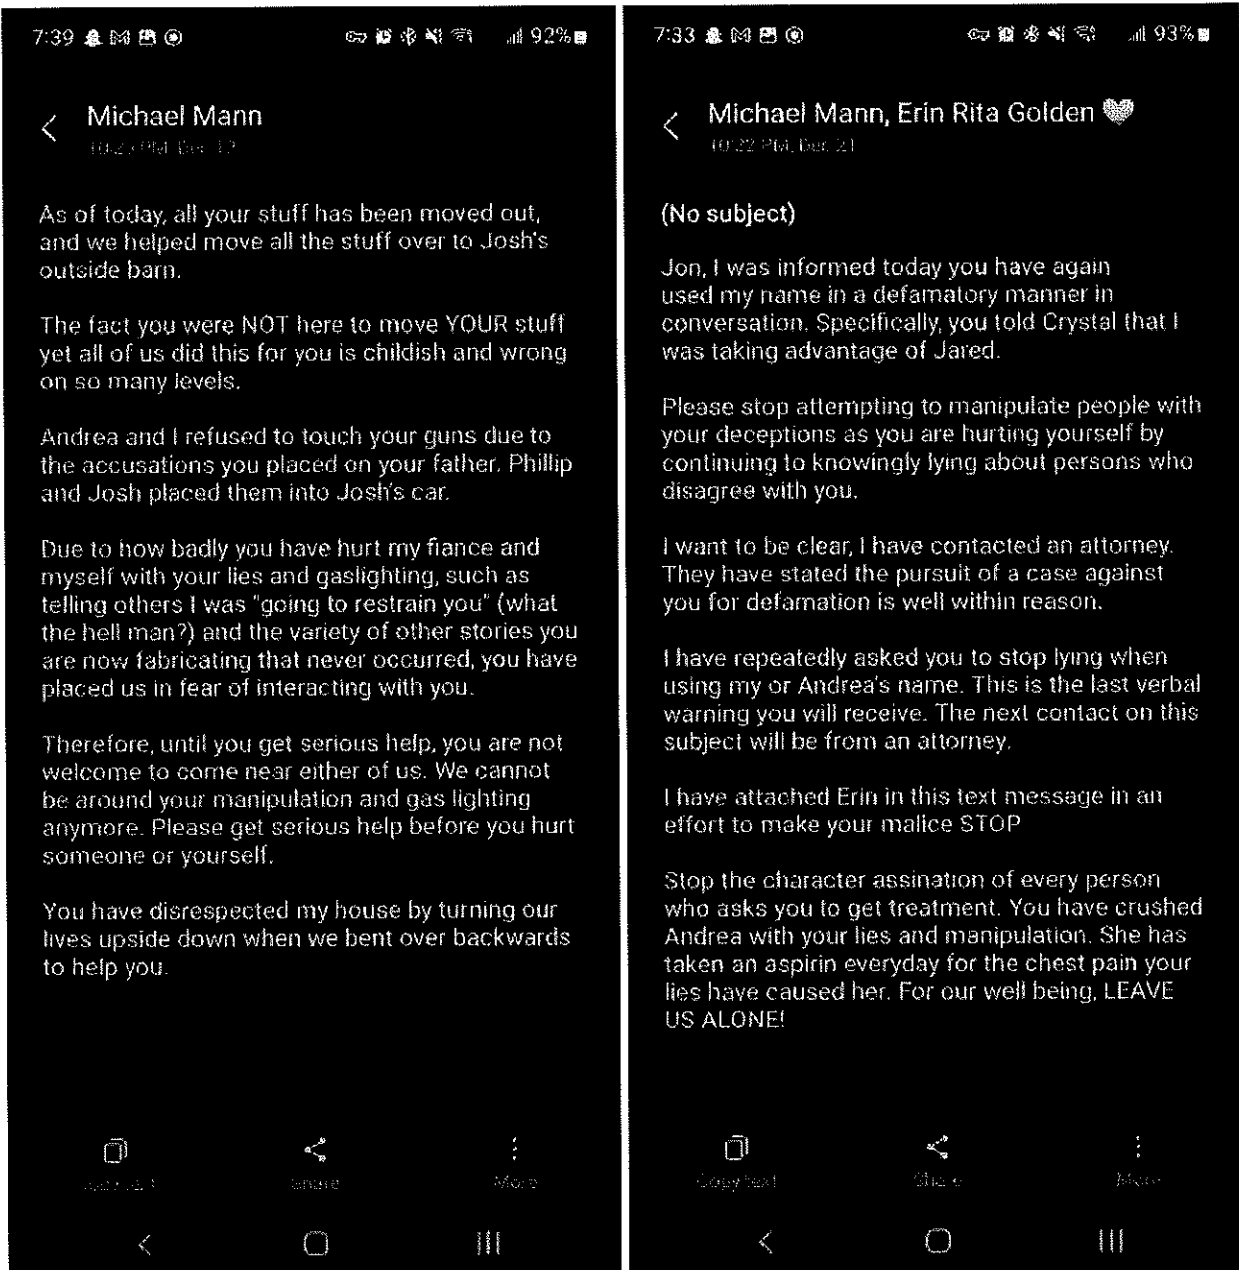 7:39
92%
Michael Mann
10:23 PM, Dec 12
As of today, all your stuff has been moved out,
and we helped move all the stuff over to Josh's
outside barn.
The fact you were NOT here to move YOUR stuff
yet all of us did this for you is childish and wrong
on so many levels.
Andrea and I refused to touch your guns due to
the accusations you placed on your father. Phillip
and Josh placed them into Josh's car.
Due to how badly you have hurt my fiance and
myself with your lies and gaslighting, such as
telling others I was "going to restrain you" (what
the hell man?) and the variety of other stories you
are now fabricating that never occurred, you have
placed us in fear of interacting with you.
Therefore, until you get serious help, you are not
welcome to come near either of us. We cannot
be around your manipulation and gas lighting
anymore. Please get serious help before you hurt
someone or yourself.
You have disrespected my house by turning our
lives upside down when we bent over backwards
to help you.
Share
More
7:33
93%
Michael Mann, Erin Rita Golden
10:22 PM, Dec 21
(No subject)
Jon, I was informed today you have again
used my name in a defamatory manner in
conversation. Specifically, you told Crystal that I
was taking advantage of Jared.
Please stop attempting to manipulate people with
your deceptions as you are hurting yourself by
continuing to knowingly lying about persons who
disagree with you.
I want to be clear, I have contacted an attorney.
They have stated the pursuit of a case against
you for defamation is well within reason.
I have repeatedly asked you to stop lying when
using my or Andrea's name. This is the last verbal
warning you will receive. The next contact on this
subject will be from an attorney.
I have attached Erin in this text message in an
effort to make your malice STOP
Stop the character assination of every person
who asks you to get treatment. You have crushed
Andrea with your lies and manipulation. She has
taken an aspirin everyday for the chest pain your
lies have caused her. For our well being, LEAVE
US ALONE!
Copy text
Share
More